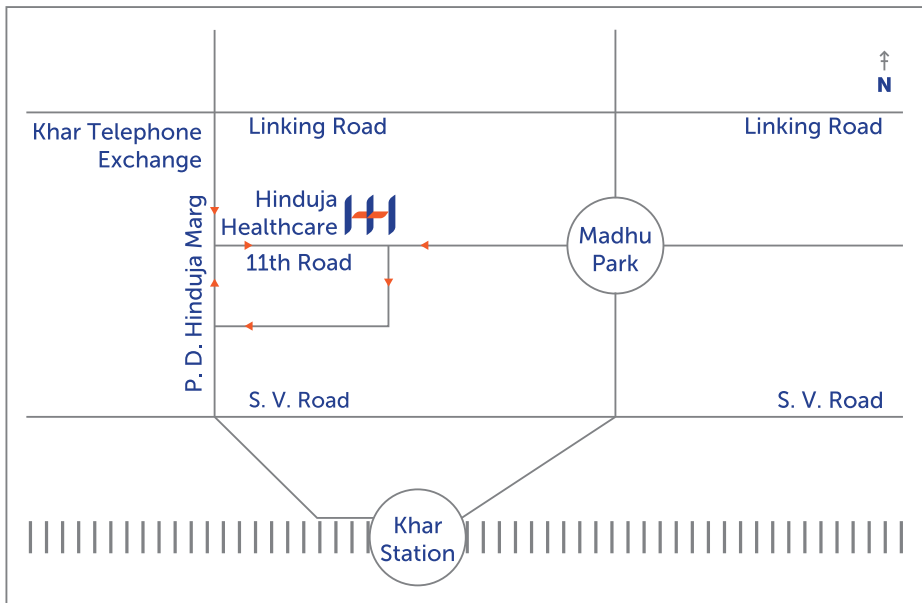 N
Linking Road
Linking Road
Khar Telephone
Exchange
Hinduja
Healthcare
P. D. Hinduja Marg
11th Road
Madhu
Park
S. V. Road
S. V. Road
Khar
Station